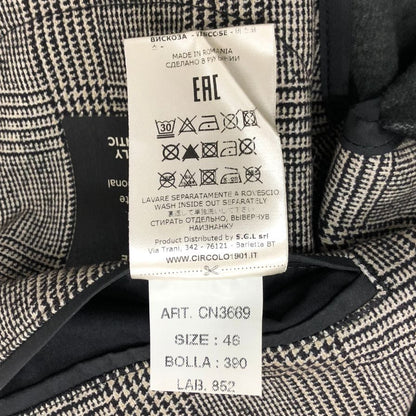 ВИСКОЗА - VISCOSE -
MADE IN ROMANIA
СДЕЛАНО В РУМЫНИИ
EAC
30
LAVARE SEPARATAMENTE A ROVESCIO
WASH INSIDE OUT SEPARATELY
СТИРАТЬ ОТДЕЛЬНО, ВЫВЕРНУВ
НАИЗНАНКУ
Product Distributed by S.G.L srl
Via Trani, 342 - 76121 - Barletta BT
WWW.CIRCOLO1901.IT
ART. CN3669
SIZE : 46
BOLLA : 390
LAB. 852